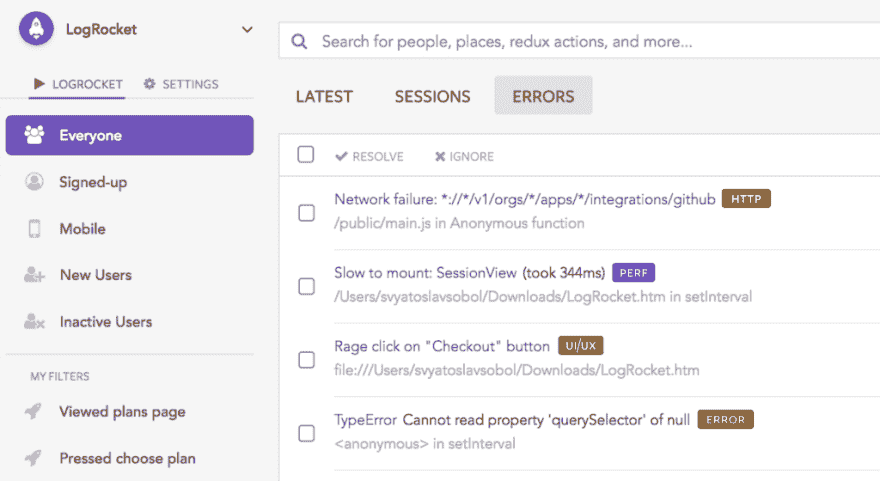 LogRocket
LOGROCKET SETTINGS
Everyone
Signed-up
Mobile
New Users
Inactive Users
MY FILTERS
Viewed plans page
Pressed choose plan
Search for people, places, redux actions, and more...
LATEST SESSIONS ERRORS
RESOLVE IGNORE
Network failure: *://*/v1/orgs/*/apps/*/integrations/github HTTP
/public/main.js in Anonymous function
Slow to mount: SessionView (took 344ms) PERF
/Users/svyatoslavsobol/Downloads/LogRocket.htm in setInterval
Rage click on "Checkout" button UI/UX
file:///Users/svyatoslavsobol/Downloads/LogRocket.htm
TypeError Cannot read property 'querySelector' of null ERROR
<anonymous> in setInterval